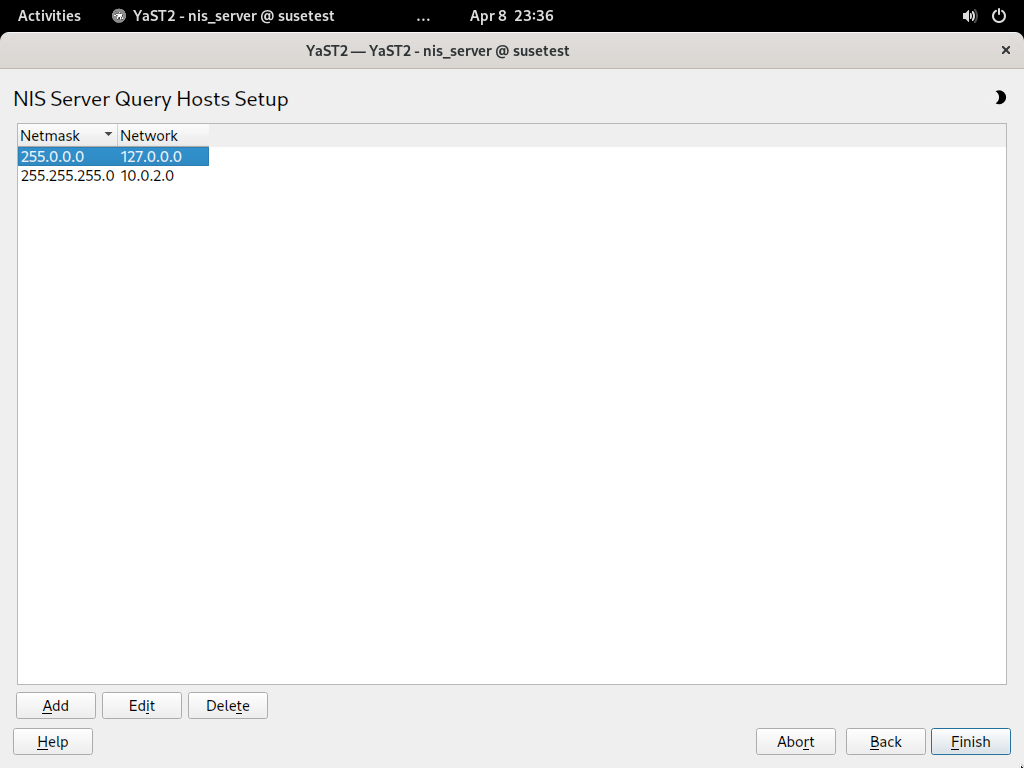 Activities YaST2 - nis_server @ susetest ... Apr 8 23:36
YaST2 — YaST2 - nis_server @ susetest ×
NIS Server Query Hosts Setup
Netmask Network
255.0.0.0 127.0.0.0
255.255.255.0 10.0.2.0
Add Edit Delete
Help Abort Back Finish